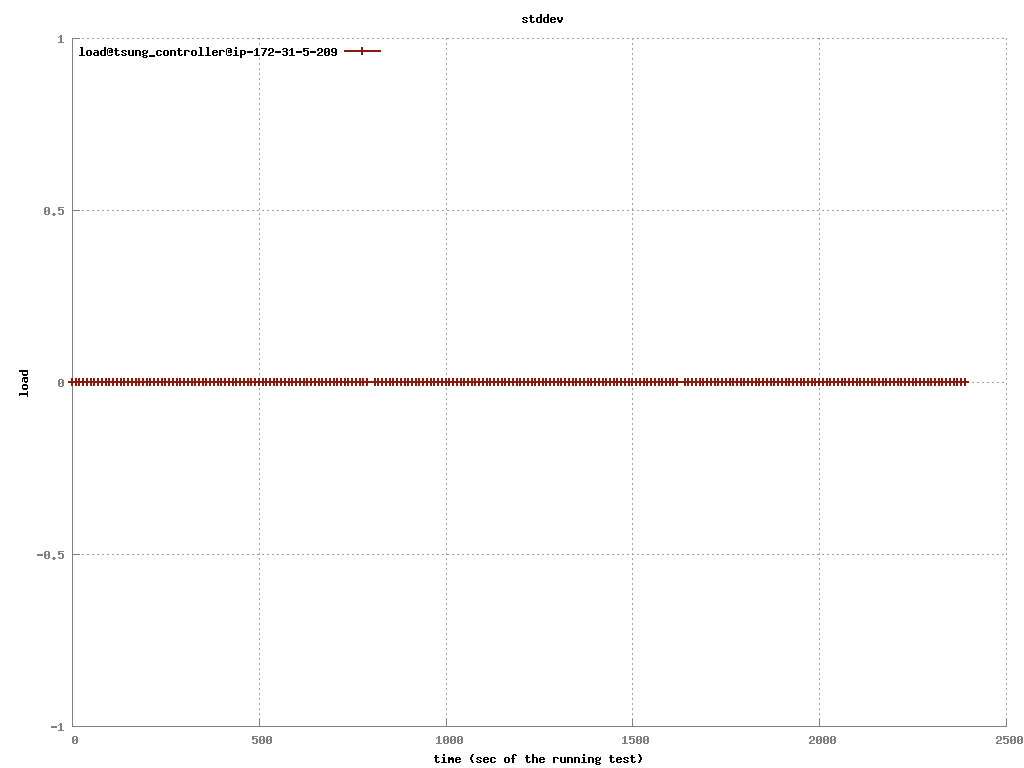 stddev
load@tsung_controller@ip-172-31-5-209
1
0.5
0
-0.5
-1
load
0 500 1000 1500 2000 2500
time (sec of the running test)